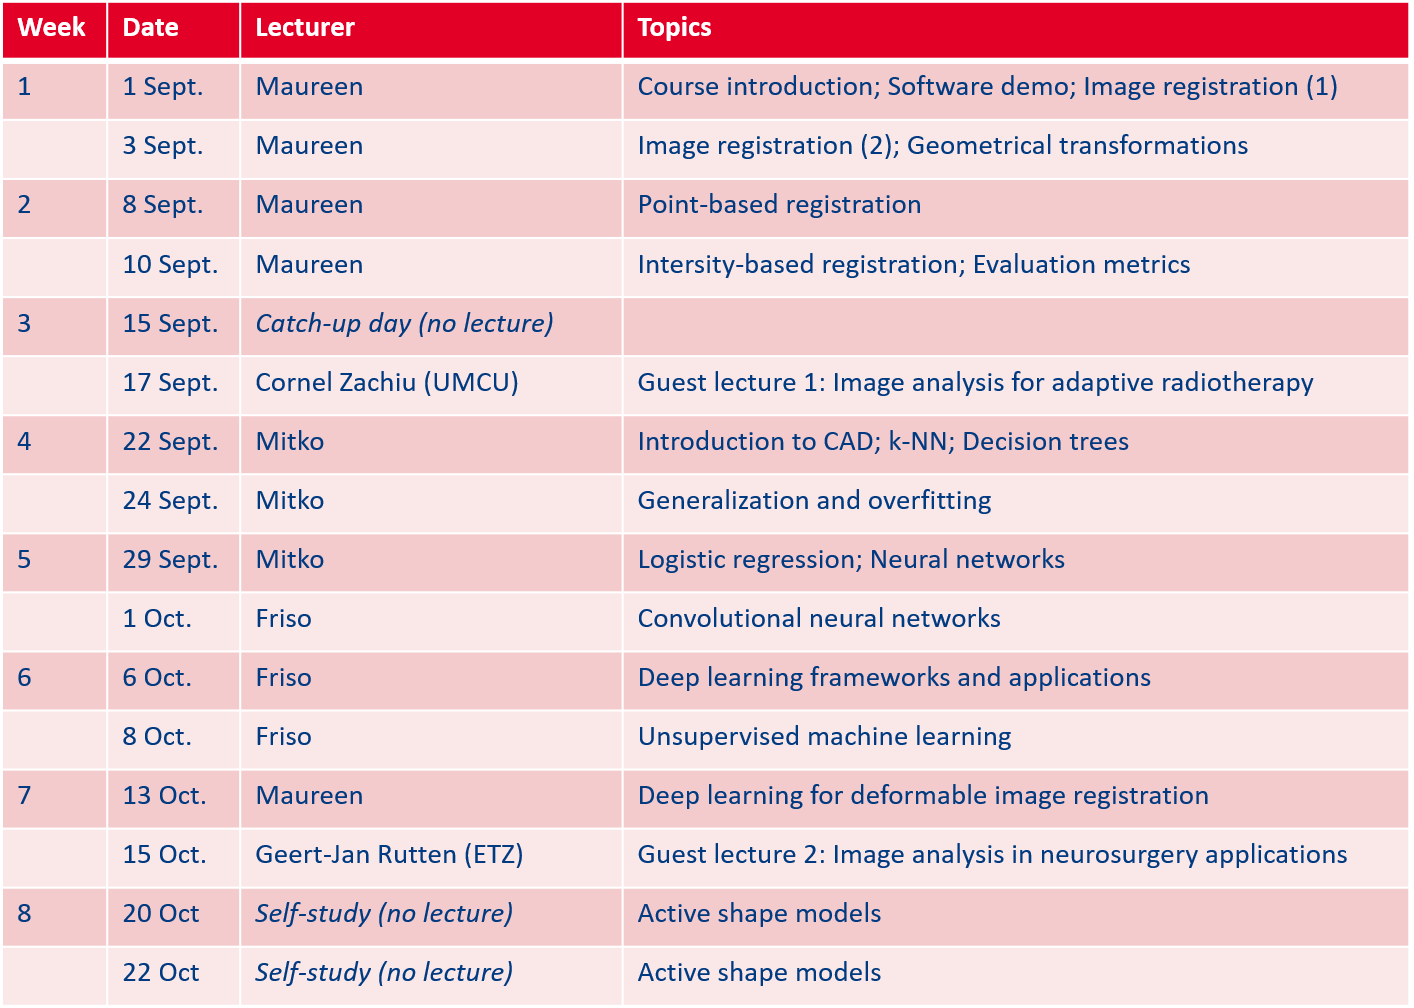 Week Date Lecturer Topics
1 1 Sept. Maureen Course introduction; Software demo; Image registration (1)
3 Sept. Maureen Image registration (2); Geometrical transformations
2 8 Sept. Maureen Point-based registration
10 Sept. Maureen Intersity-based registration; Evaluation metrics
3 15 Sept. Catch-up day (no lecture)
17 Sept. Cornel Zachiu (UMCU) Guest lecture 1: Image analysis for adaptive radiotherapy
4 22 Sept. Mitko Introduction to CAD; k-NN; Decision trees
24 Sept. Mitko Generalization and overfitting
5 29 Sept. Mitko Logistic regression; Neural networks
1 Oct. Friso Convolutional neural networks
6 6 Oct. Friso Deep learning frameworks and applications
8 Oct. Friso Unsupervised machine learning
7 13 Oct. Maureen Deep learning for deformable image registration
15 Oct. Geert-Jan Rutten (ETZ) Guest lecture 2: Image analysis in neurosurgery applications
8 20 Oct Self-study (no lecture) Active shape models
22 Oct Self-study (no lecture) Active shape models